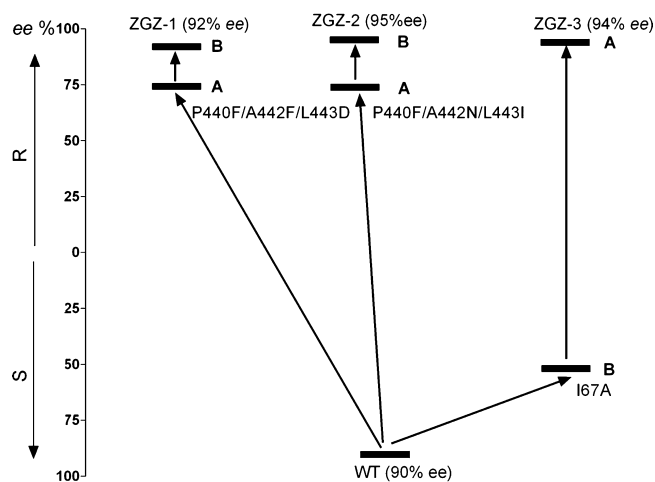 ee %
ZGZ-1 (92% ee)
ZGZ-2 (95%ee)
ZGZ-3 (94% ee)
100
B
B
A
75
A
A
P440F/A442F/L443D
P440F/A442N/L443I
50
R
25
0
25
S
50
B
I67A
75
100
WT (90% ee)